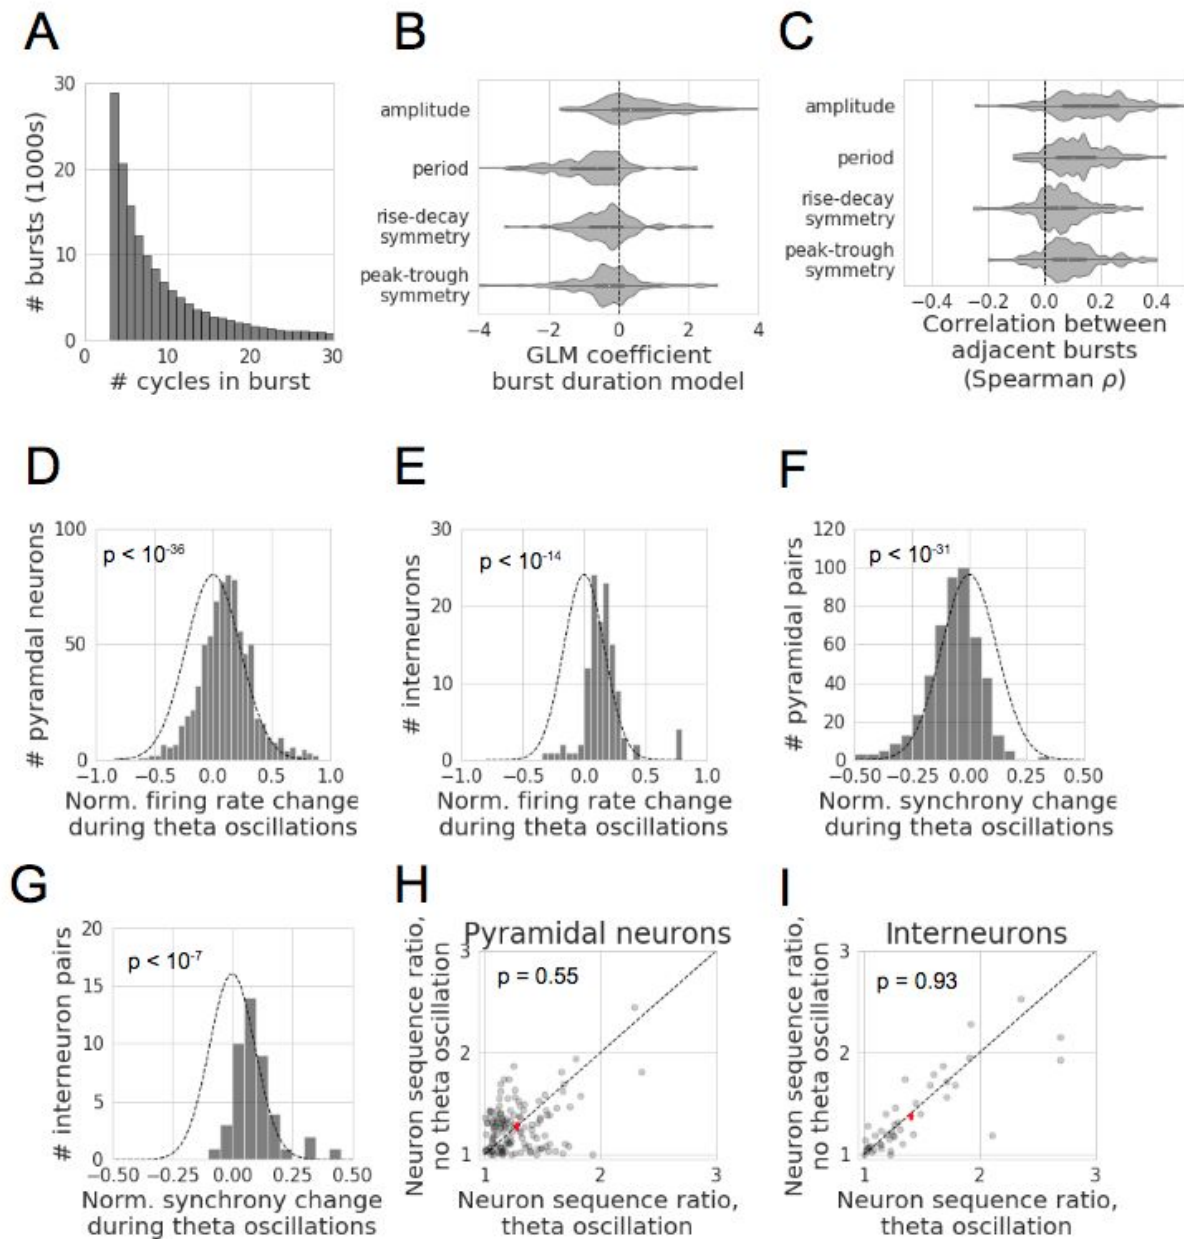 A
30
20
10
0
# bursts (1000s)
0 10 20 30
# cycles in burst
B
amplitude
period
rise-decay
symmetry
peak-trough
symmetry
−4 −2 0 2 4
GLM coefficient
burst duration model
C
amplitude
period
rise-decay
symmetry
peak-trough
symmetry
−0.4 −0.2 0.0 0.2 0.4
Correlation between
adjacent bursts
(Spearman ρ)
D
100
50
0
# pyramdal neurons
p < 10-36
−1.0 −0.5 0.0 0.5 1.0
Norm. firing rate change
during theta oscillations
E
30
20
10
0
# interneurons
p < 10-14
−1.0 −0.5 0.0 0.5 1.0
Norm. firing rate change
during theta oscillations
F
120
100
80
60
40
20
0
# pyramidal pairs
p < 10-31
−0.50 −0.25 0.00 0.25 0.50
Norm. synchrony change
during theta oscillations
G
20
15
10
5
0
# interneuron pairs
p < 10-7
−0.50 −0.25 0.00 0.25 0.50
Norm. synchrony change
during theta oscillations
H
Pyramidal neurons
3
2
1
Neuron sequence ratio,
no theta oscillation
p = 0.55
1 2 3
Neuron sequence ratio,
theta oscillation
I
Interneurons
3
2
1
Neuron sequence ratio,
no theta oscillation
p = 0.93
1 2 3
Neuron sequence ratio,
theta oscillation